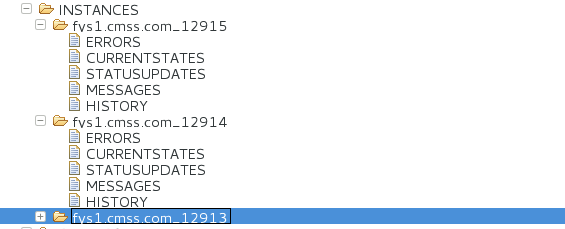 INSTANCES
fys1.cmss.com_12915
ERRORS
CURRENTSTATES
STATUSUPDATES
MESSAGES
HISTORY
fys1.cmss.com_12914
ERRORS
CURRENTSTATES
STATUSUPDATES
MESSAGES
HISTORY
fys1.cmss.com_12913